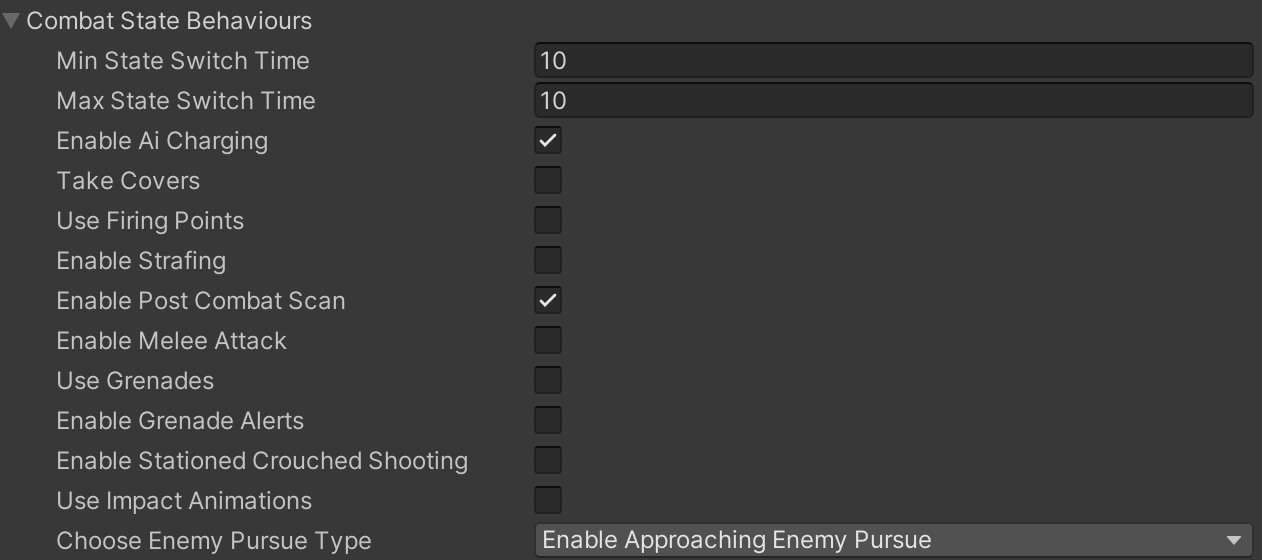 Combat State Behaviours
Min State Switch Time 10
Max State Switch Time 10
Enable Ai Charging
Take Covers
Use Firing Points
Enable Strafing
Enable Post Combat Scan
Enable Melee Attack
Use Grenades
Enable Grenade Alerts
Enable Stationed Crouched Shooting
Use Impact Animations
Choose Enemy Pursue Type Enable Approaching Enemy Pursue